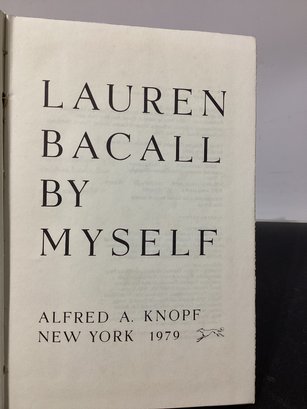 LAUREN
BACALL
BY
MYSELF
ALFRED A. KNOPF
NEW YORK 1979